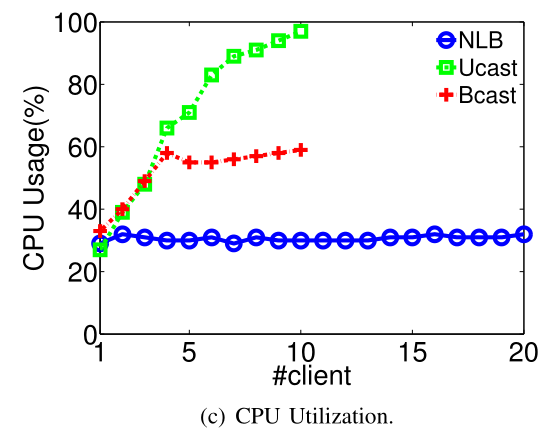 100
80
60
40
20
0
CPU Usage(%)
NLB
Ucast
Bcast
1 5 10 15 20
#client
(c) CPU Utilization.